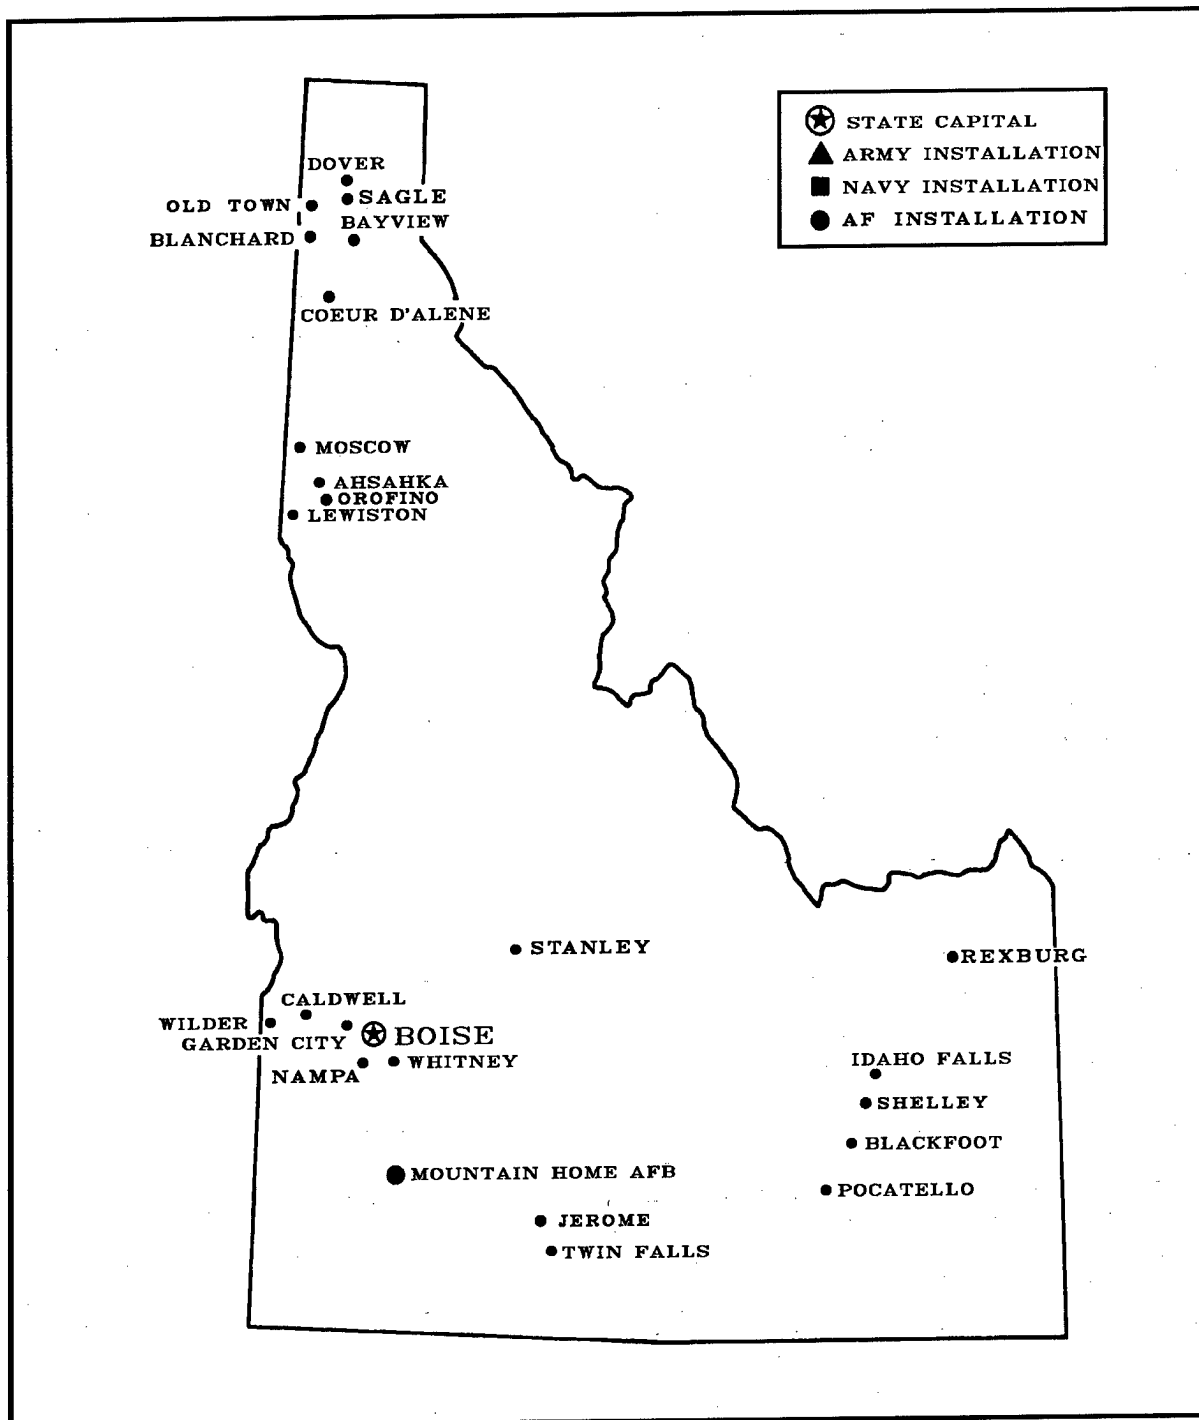 STATE CAPITAL
ARMY INSTALLATION
NAVY INSTALLATION
AF INSTALLATION
DOVER
SAGLE
OLD TOWN
BAYVIEW
BLANCHARD
COEUR D'ALENE
MOSCOW
AHSAHKA
OROFINO
LEWISTON
STANLEY
REXBURG
CALDWELL
WILDER
GARDEN CITY
BOISE
WHITNEY
NAMPA
IDAHO FALLS
SHELLEY
BLACKFOOT
MOUNTAIN HOME AFB
POCATELLO
JEROME
TWIN FALLS